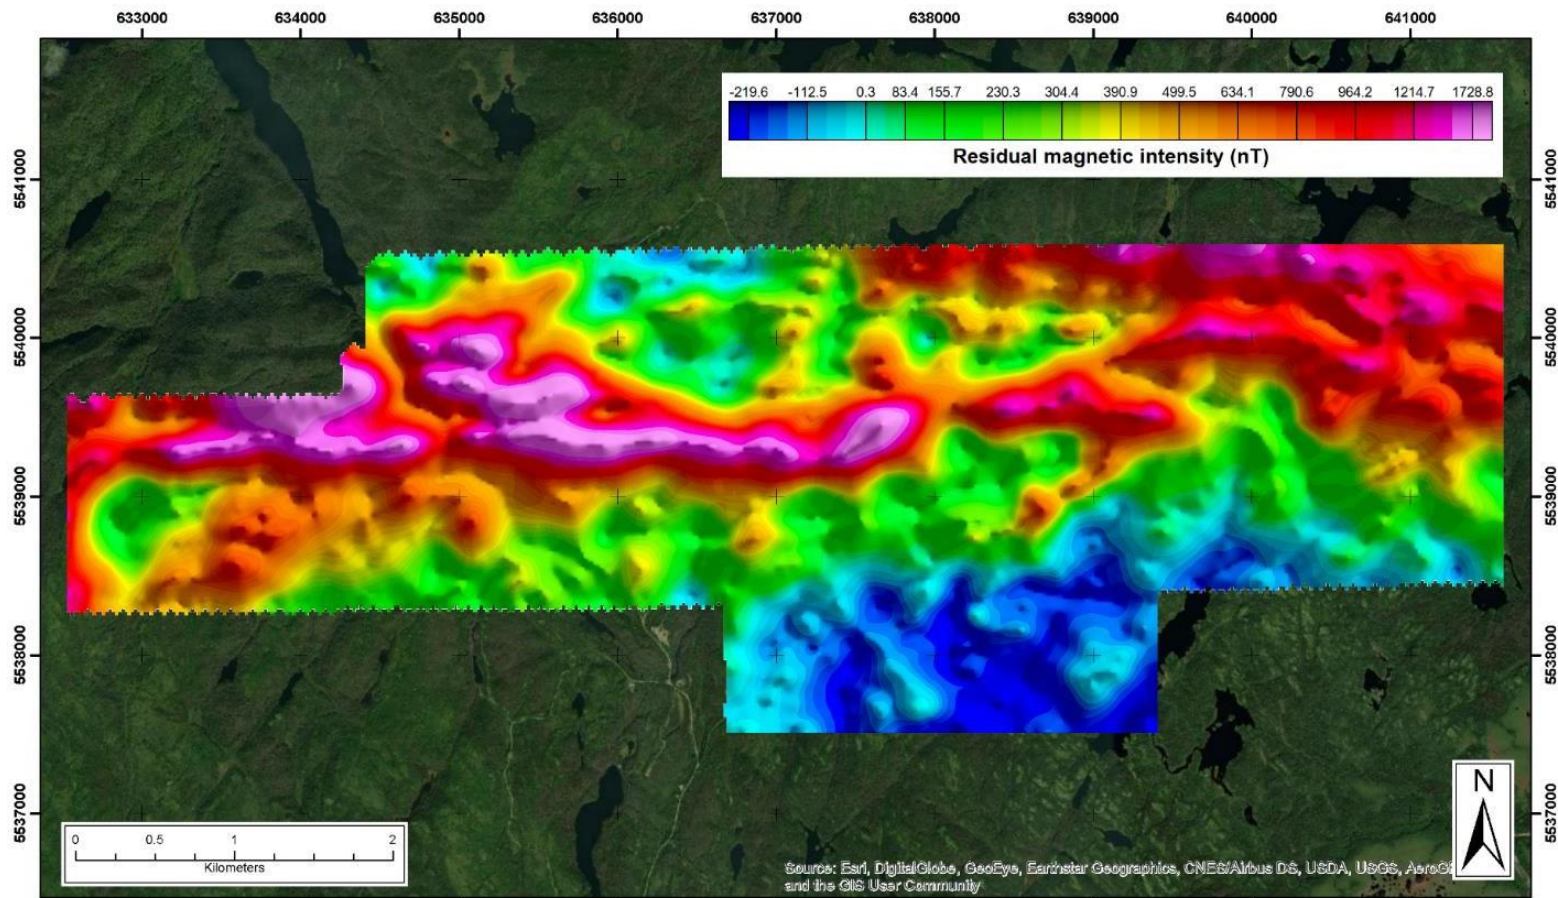 633000 634000 635000 636000 637000 638000 639000 640000 641000
-219.6 -112.5 0.3 83.4 155.7 230.3 304.4 390.9 499.5 634.1 790.6 964.2 1214.7 1728.8
Residual magnetic intensity (nT)
5541000 5541000
5540000 5540000
5539000 5539000
5538000 5538000
5537000 5537000
N
0 0.5 1 2
Kilometers
Source: Esri, DigitalGlobe, GeoEye, Earthstar Geographics, CNES/Airbus DS, USDA, USGS,
and the GIS User Community